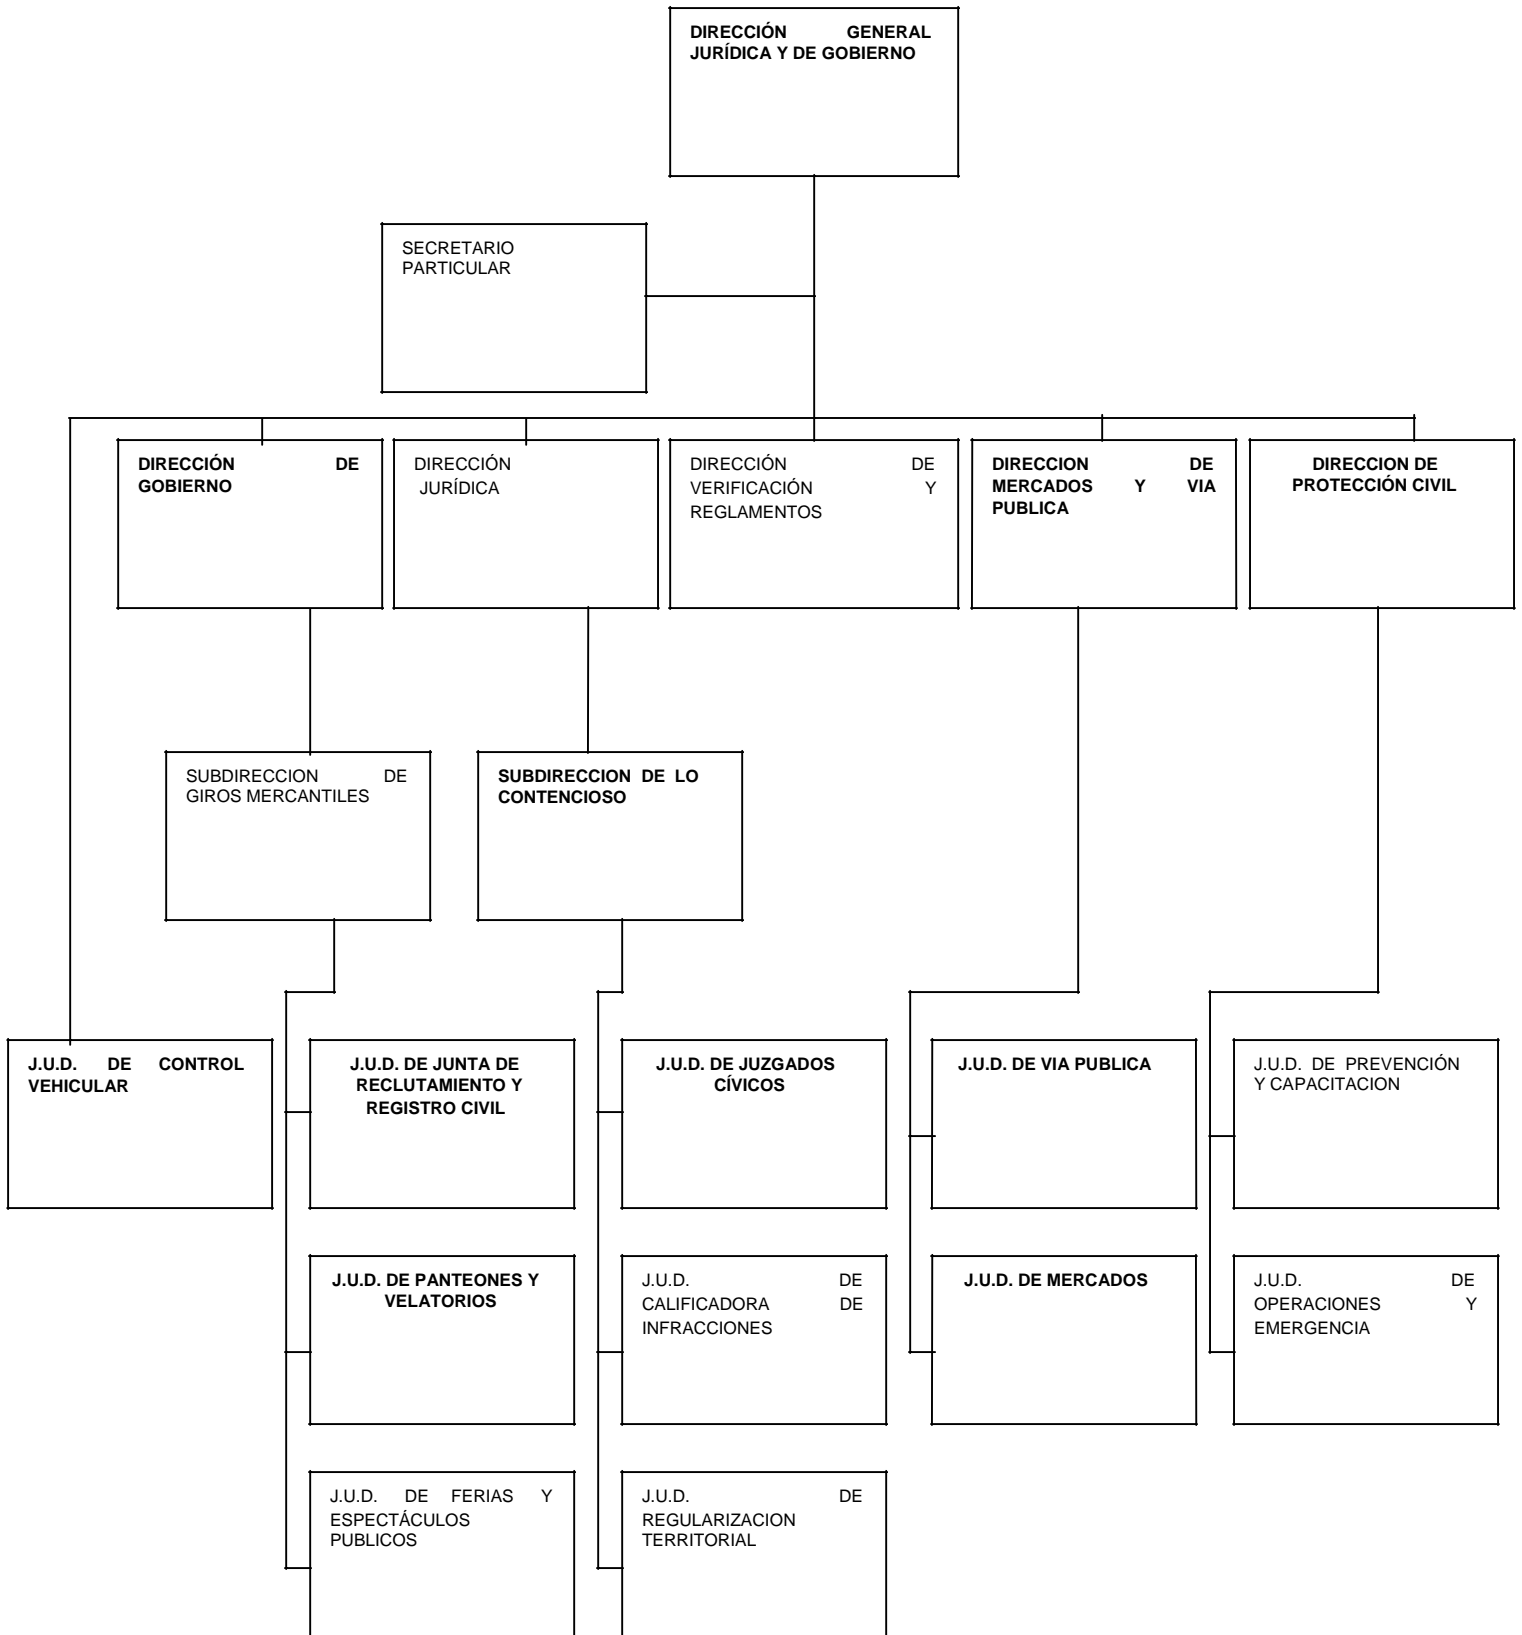 DIRECCIÓN GENERAL
JURÍDICA Y DE GOBIERNO
SECRETARIO
PARTICULAR
DIRECCIÓN DE
GOBIERNO
DIRECCIÓN
JURÍDICA
DIRECCIÓN DE
VERIFICACIÓN Y
REGLAMENTOS
DIRECCION DE
MERCADOS Y VIA
PUBLICA
DIRECCION DE
PROTECCIÓN CIVIL
SUBDIRECCION DE
GIROS MERCANTILES
SUBDIRECCION DE LO
CONTENCIOSO
J.U.D. DE CONTROL
VEHICULAR
J.U.D. DE JUNTA DE
RECLUTAMIENTO Y
REGISTRO CIVIL
J.U.D. DE JUZGADOS
CÍVICOS
J.U.D. DE VIA PUBLICA
J.U.D. DE PREVENCIÓN
Y CAPACITACION
J.U.D. DE PANTEONES Y
VELATORIOS
J.U.D. DE
CALIFICADORA DE
INFRACCIONES
J.U.D. DE MERCADOS
J.U.D. DE
OPERACIONES Y
EMERGENCIA
J.U.D. DE FERIAS Y
ESPECTÁCULOS
PUBLICOS
J.U.D. DE
REGULARIZACION
TERRITORIAL